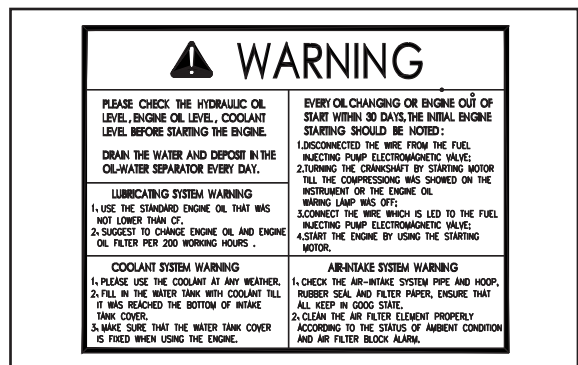 WARNING
PLEASE CHECK THE HYDRAULIC OIL
LEVEL, ENGINE OIL LEVEL, COOLANT
LEVEL BEFORE STARTING THE ENGINE.
DRAIN THE WATER AND DEPOSIT IN THE
OIL-WATER SEPARATOR EVERY DAY.
LUBRICATING SYSTEM WARNING
1、USE THE STANDARD ENGINE OIL THAT WAS
NOT LOWER THAN CF.
2、SUGGEST TO CHANGE ENGINE OIL AND ENGINE
OIL FILTER PER 200 WORKING HOURS .
COOLANT SYSTEM WARNING
1、PLEASE USE THE COOLANT AT ANY WEATHER.
2、FILL IN THE WATER TANK WITH COOLANT TILL
IT WAS REACHED THE BOTTOM OF INTAKE
TANK COVER.
3、MAKE SURE THAT THE WATER TANK COVER
IS FIXED WHEN USING THE ENGINE.
EVERY OIL CHANGING OR ENGINE OUT OF
START WITHIN 30 DAYS, THE INITIAL ENGINE
STARTING SHOULD BE NOTED:
1.DISCONNECTED THE WIRE FROM THE FUEL
INJECTING PUMP ELECTROMAGNETIC VALVE;
2.TURNING THE CRANKSHAFT BY STARTING MOTOR
TILL THE COMPRESSIONG WAS SHOWED ON THE
INSTRUMENT OR THE ENGINE OIL
WARING LAMP WAS OFF;
3.CONNECT THE WIRE WHICH IS LED TO THE FUEL
INJECTING PUMP ELECTROMAGNETIC VALVE;
4.START THE ENGINE BY USING THE STARTING
MOTOR.
AIR-INTAKE SYSTEM WARNING
1、CHECK THE AIR-INTAKE SYSTEM PIPE AND HOOP,
RUBBER SEAL AND FILTER PAPER, ENSURE THAT
ALL KEEP IN GOOG STATE.
2、CLEAN THE AIR FILTER ELEMENT PROPERLY
ACCORDING TO THE STATUS OF AMBIENT CONDITION
AND AIR FILTER BLOCK ALARM.